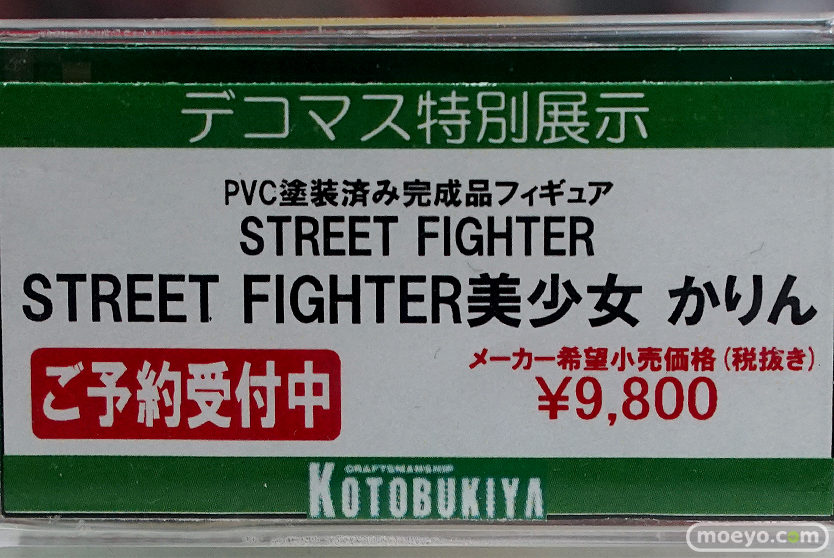 デコマス特別展示
PVC塗装済み完成品フィギュア
STREET FIGHTER
STREET FIGHTER美少女 かりん
メーカー希望小売価格(税抜き)
ご予約受付中
¥9,800
CRAFTSMANSHIP
KOTOBUKIYA
moeyo.com